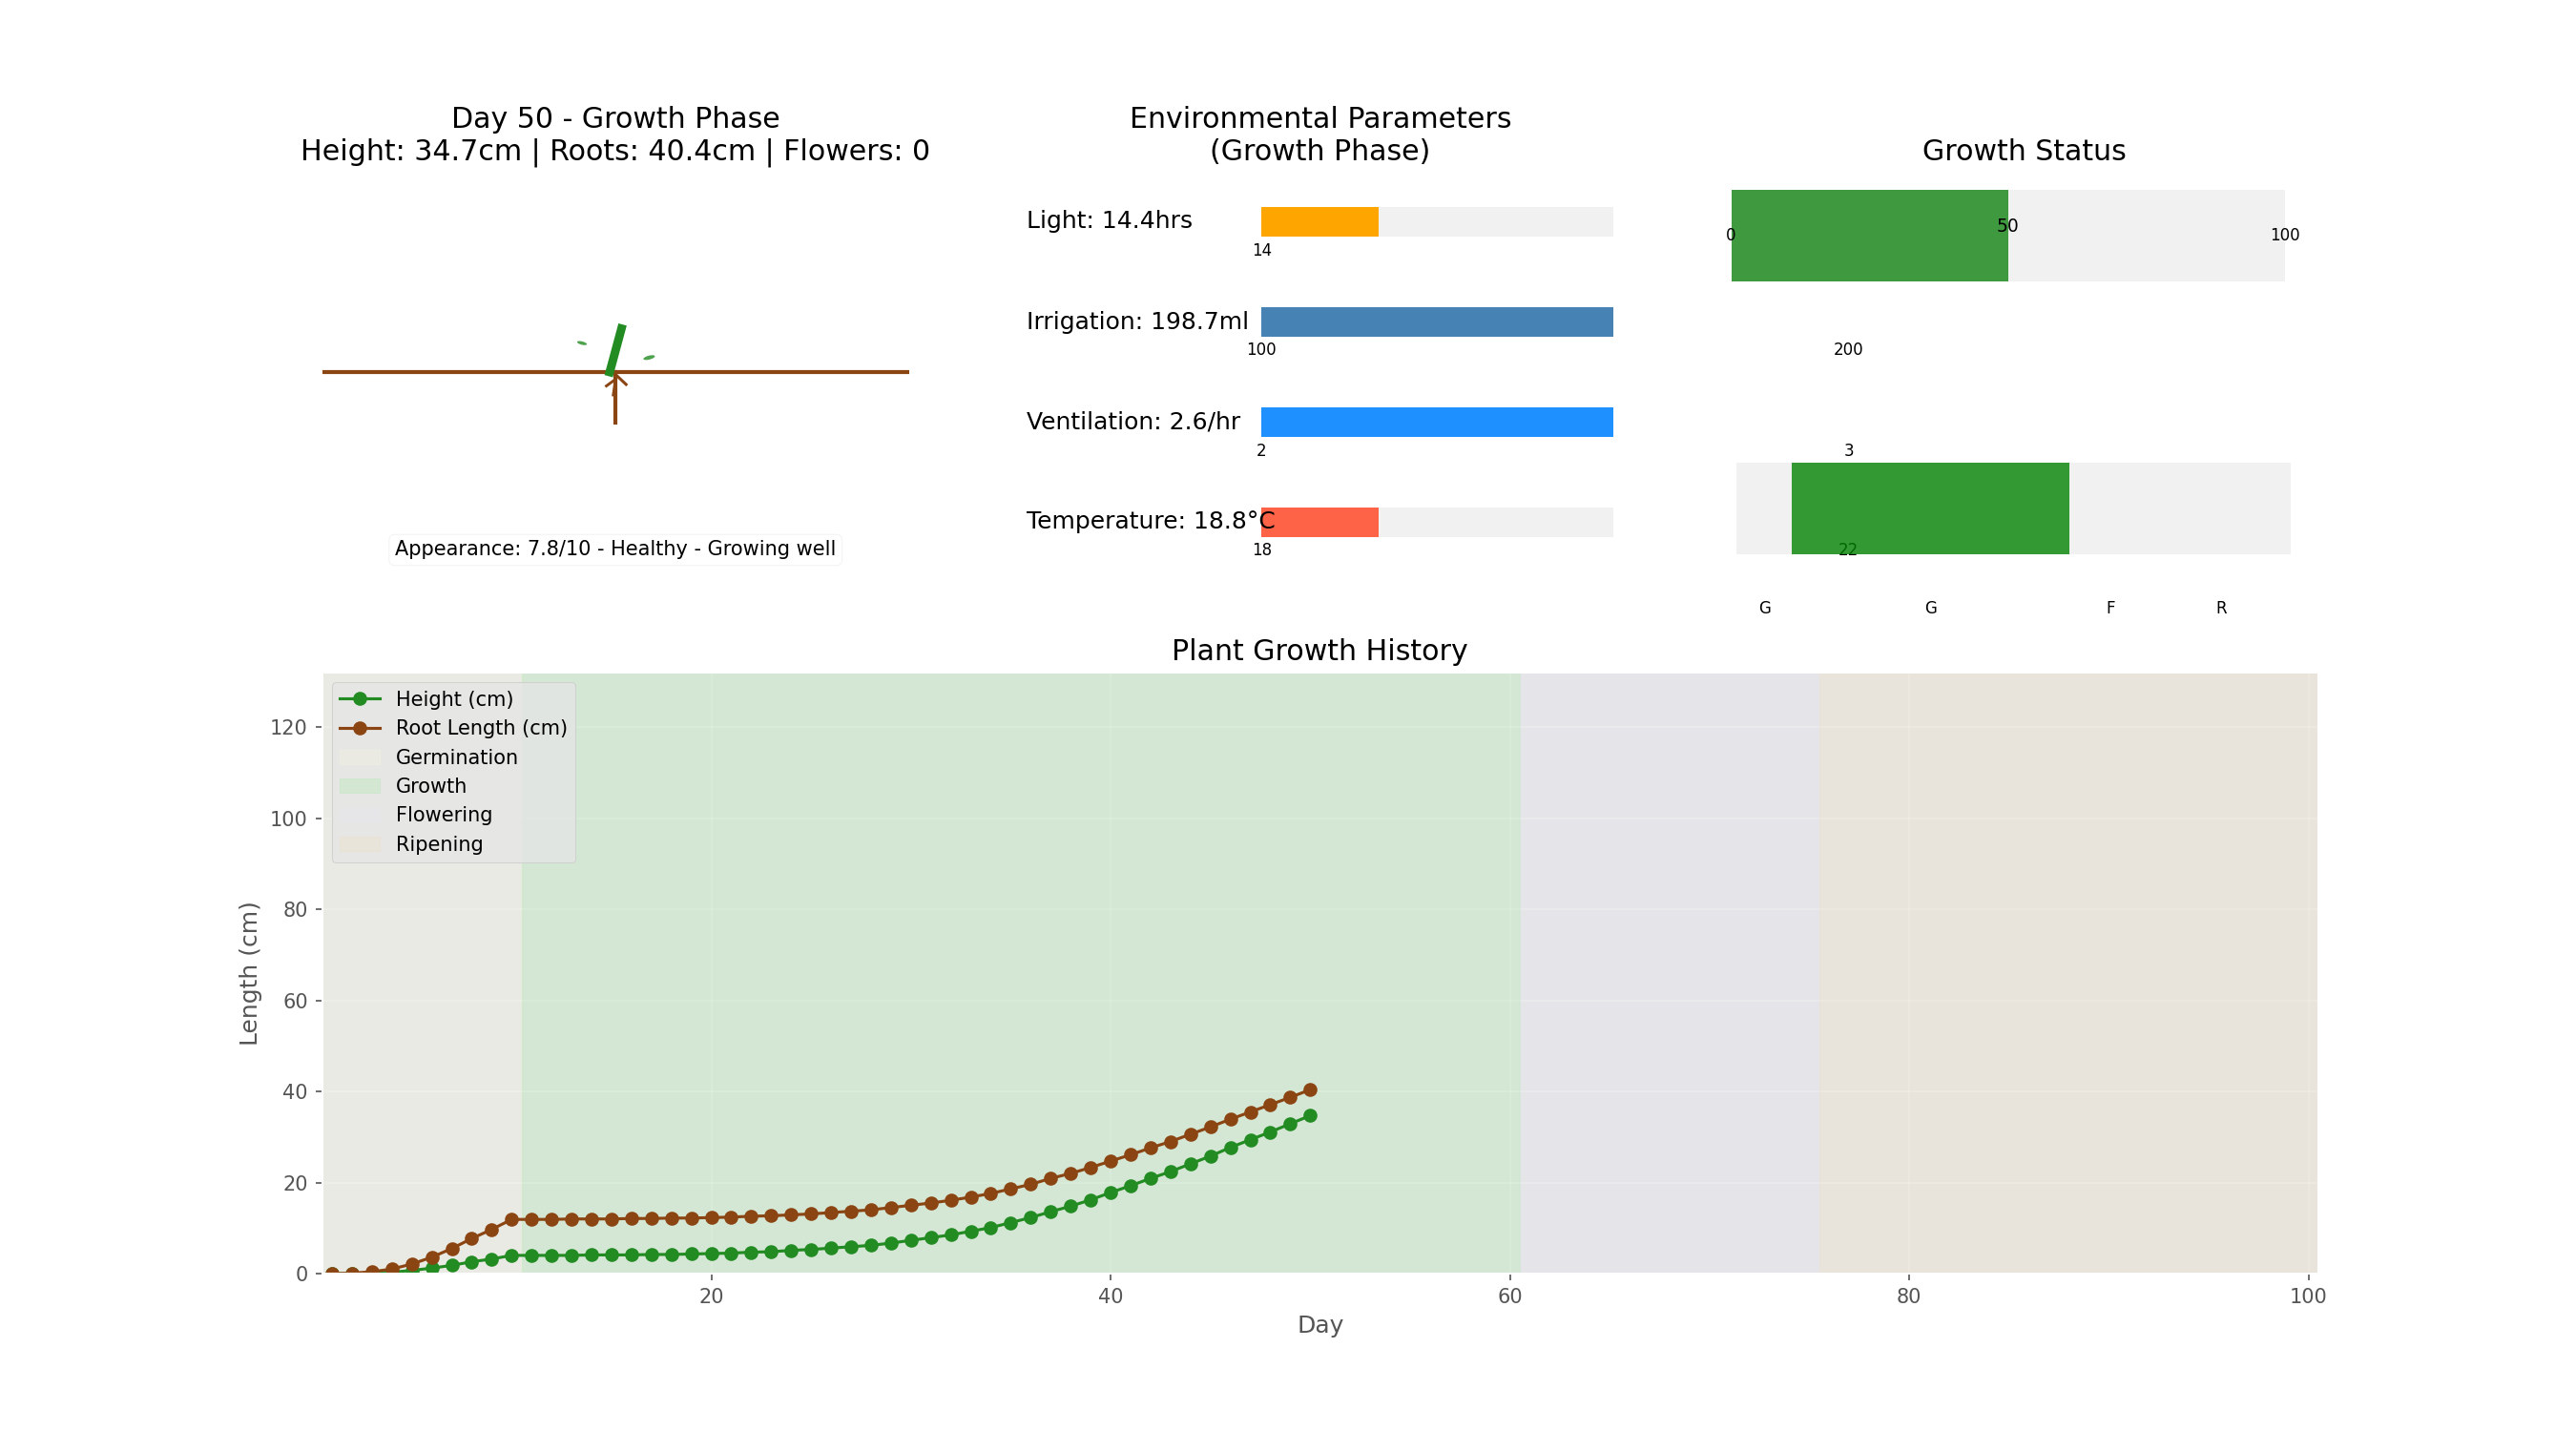 Day 50 - Growth Phase
Height: 34.7cm | Roots: 40.4cm | Flowers: 0
Appearance: 7.8/10 - Healthy - Growing well
Environmental Parameters
(Growth Phase)
Light: 14.4hrs
14
Irrigation: 198.7ml
100
200
Ventilation: 2.6/hr
2
3
Temperature: 18.8°C
18
22
Growth Status
0
50
100
G
G
F
R
Plant Growth History
Height (cm)
Root Length (cm)
Germination
Growth
Flowering
Ripening
Length (cm)
120
100
80
60
40
20
0
20
40
60
80
100
Day